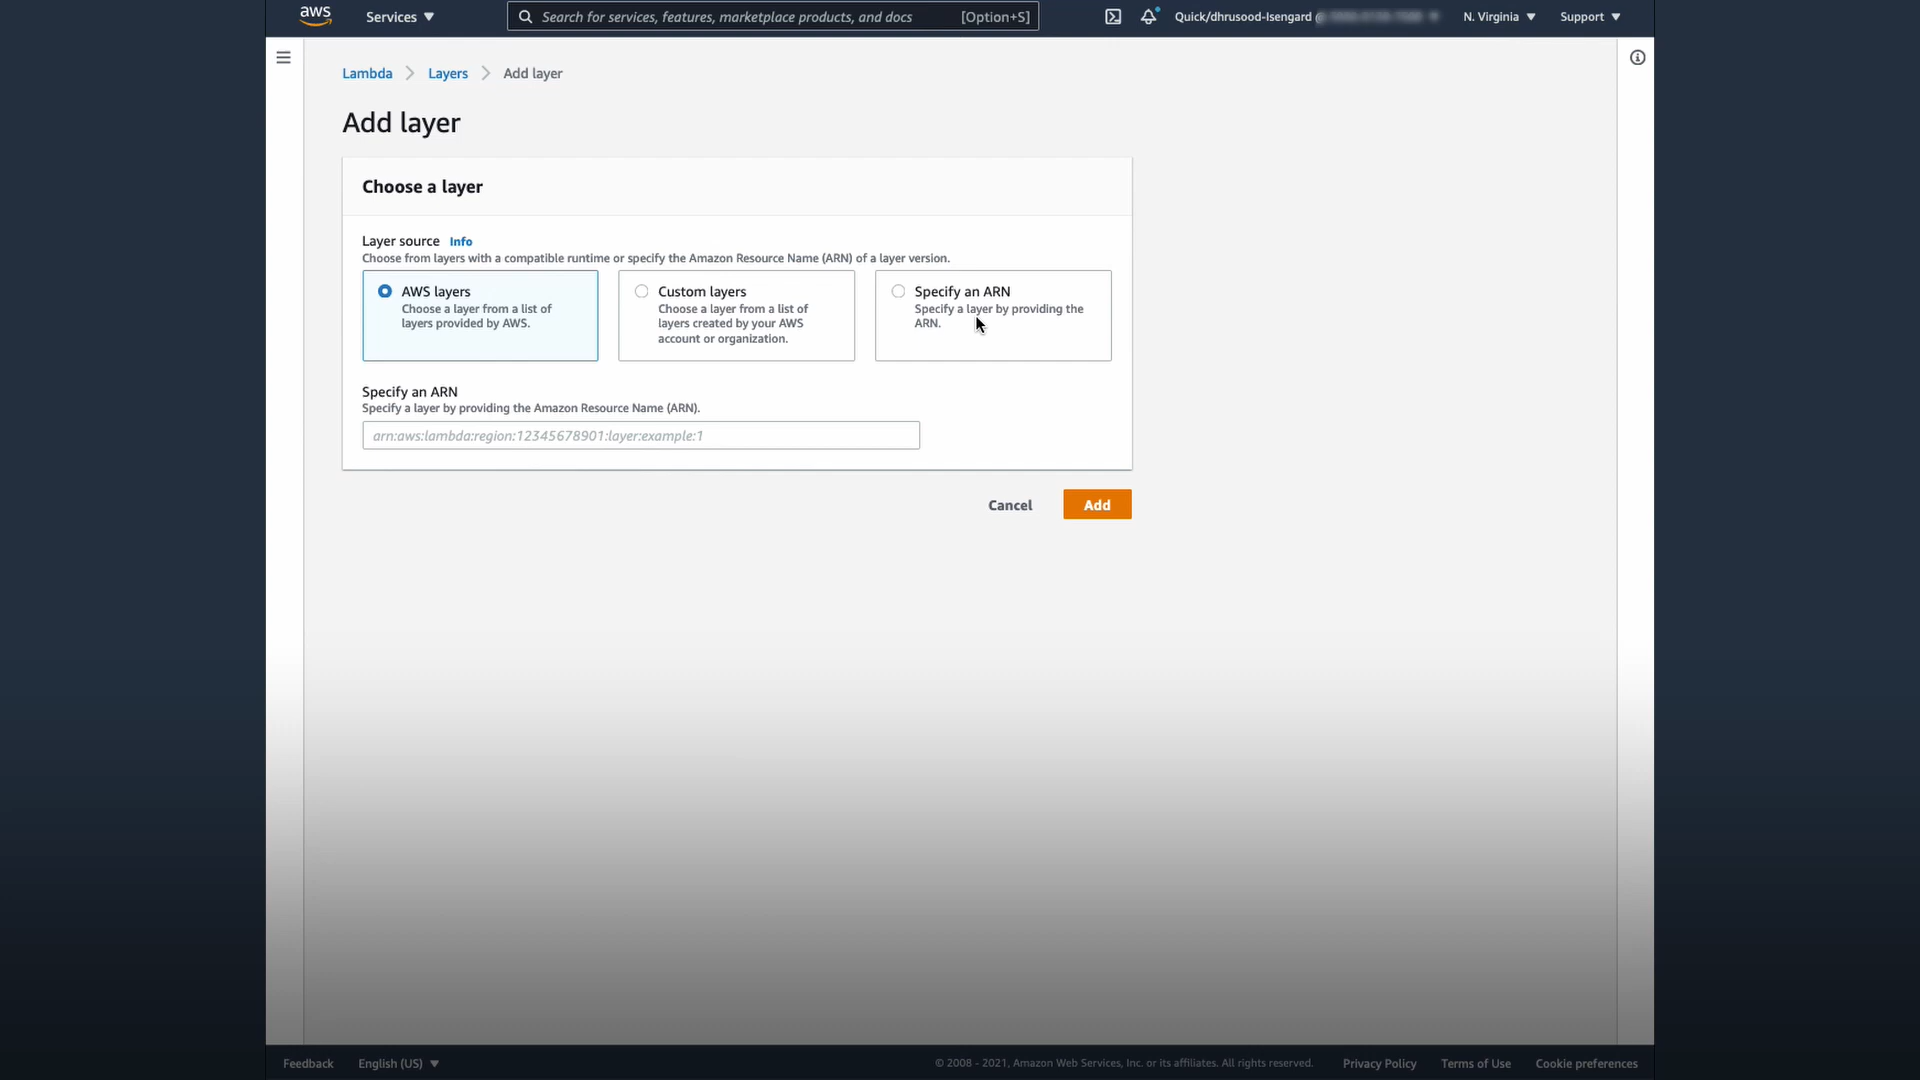 aws
Services
Search for services, features, marketplace products, and docs
[Option+S]
Quick/dhrusood-Isengard
N. Virginia
Support
Lambda
Layers
Add layer
Add layer
Choose a layer
Layer source Info
Choose from layers with a compatible runtime or specify the Amazon Resource Name (ARN) of a layer version.
AWS layers
Choose a layer from a list of
layers provided by AWS.
Custom layers
Choose a layer from a list of
layers created by your AWS
account or organization.
Specify an ARN
Specify a layer by providing the
ARN.
Specify an ARN
Specify a layer by providing the Amazon Resource Name (ARN).
arn:aws:lambda:region:12345678901:layer:example:1
Cancel
Add
Feedback
English (US)
© 2008 - 2021, Amazon Web Services, Inc. or its affiliates. All rights reserved.
Privacy Policy
Terms of Use
Cookie preferences